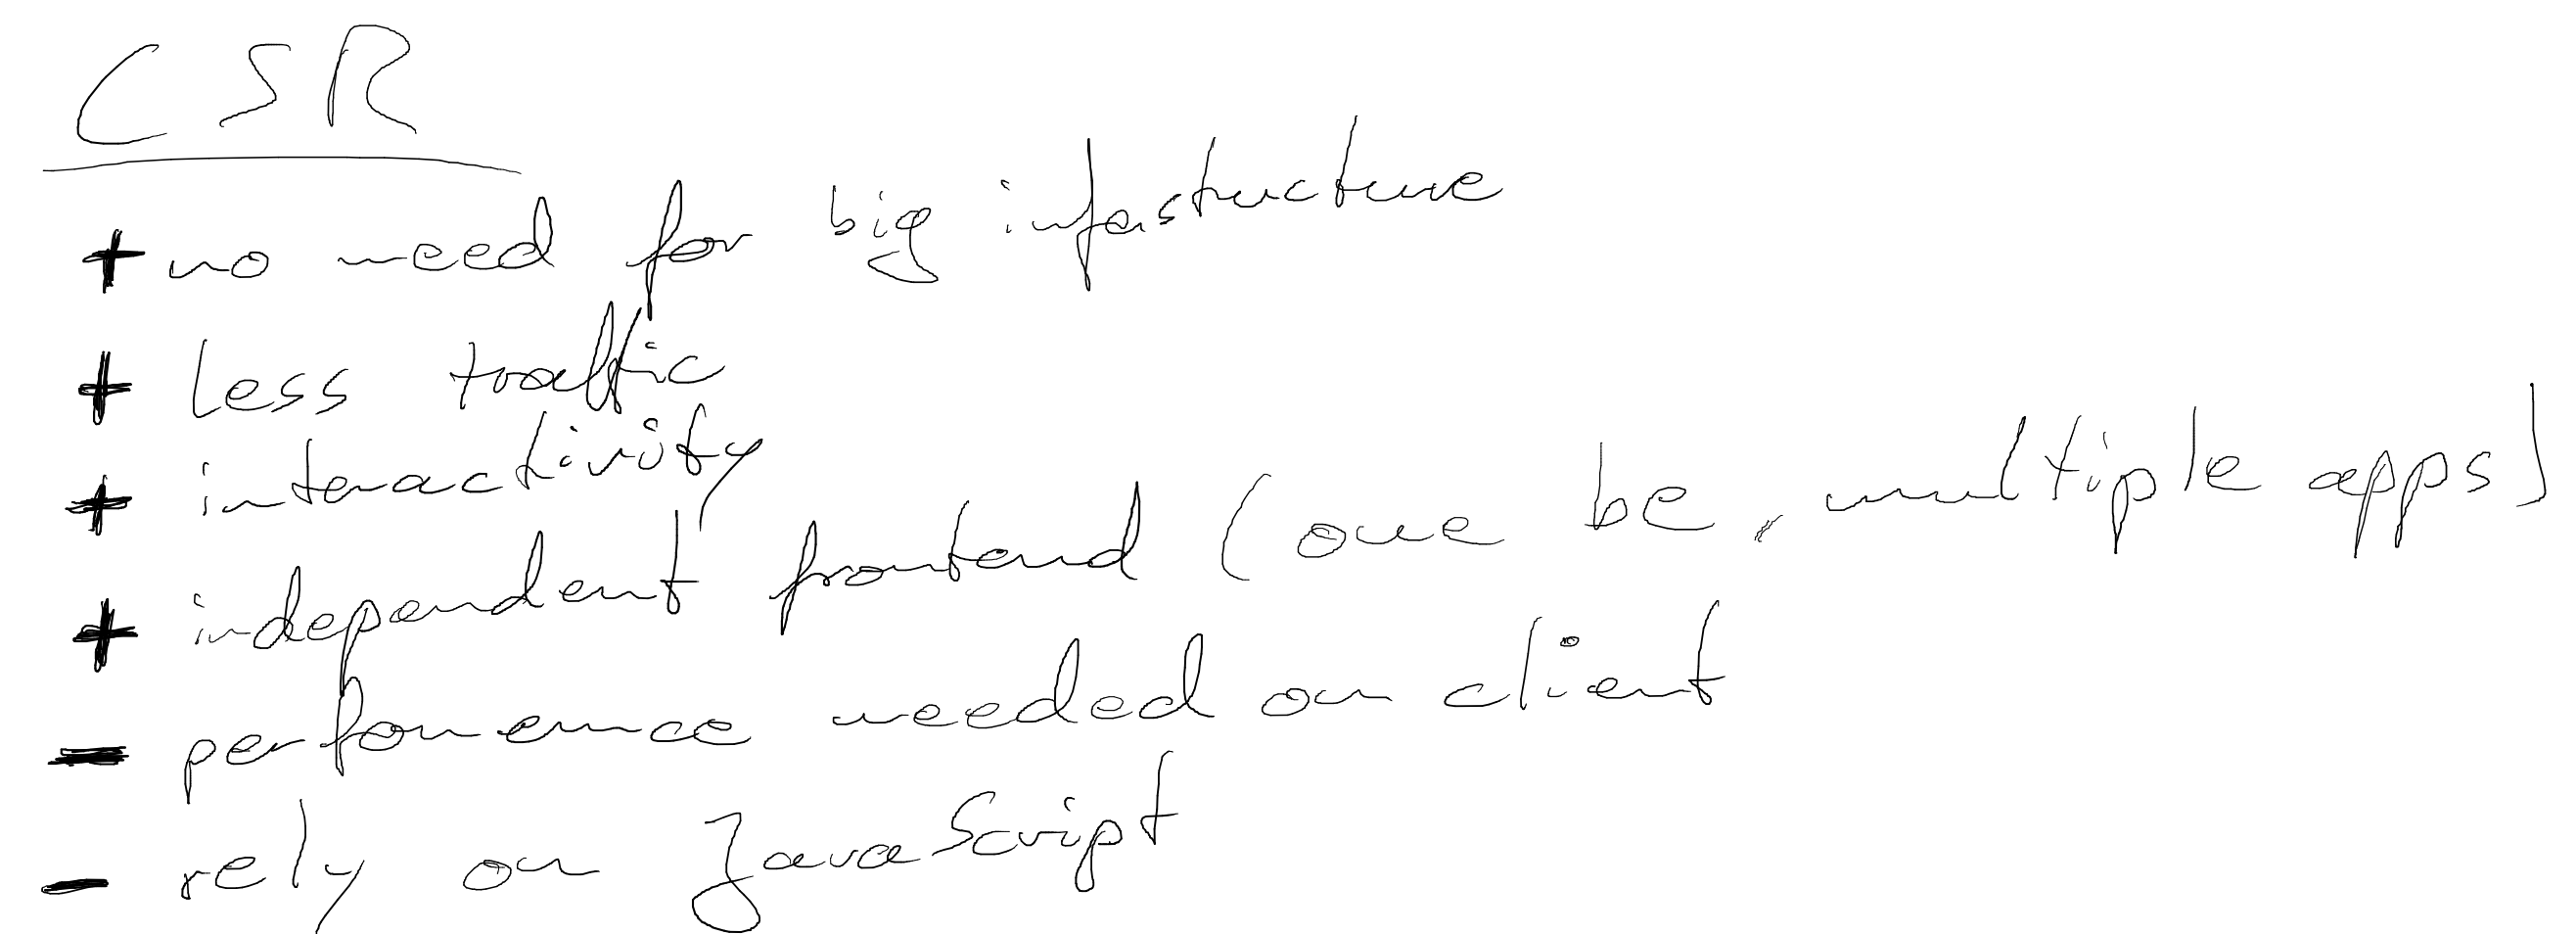 CSR
+ no need for big infastructure
+ less traffic
+ interactivity
+ independent frontend (one be, multiple apps)
- performance needed on client
- rely on JavaScript